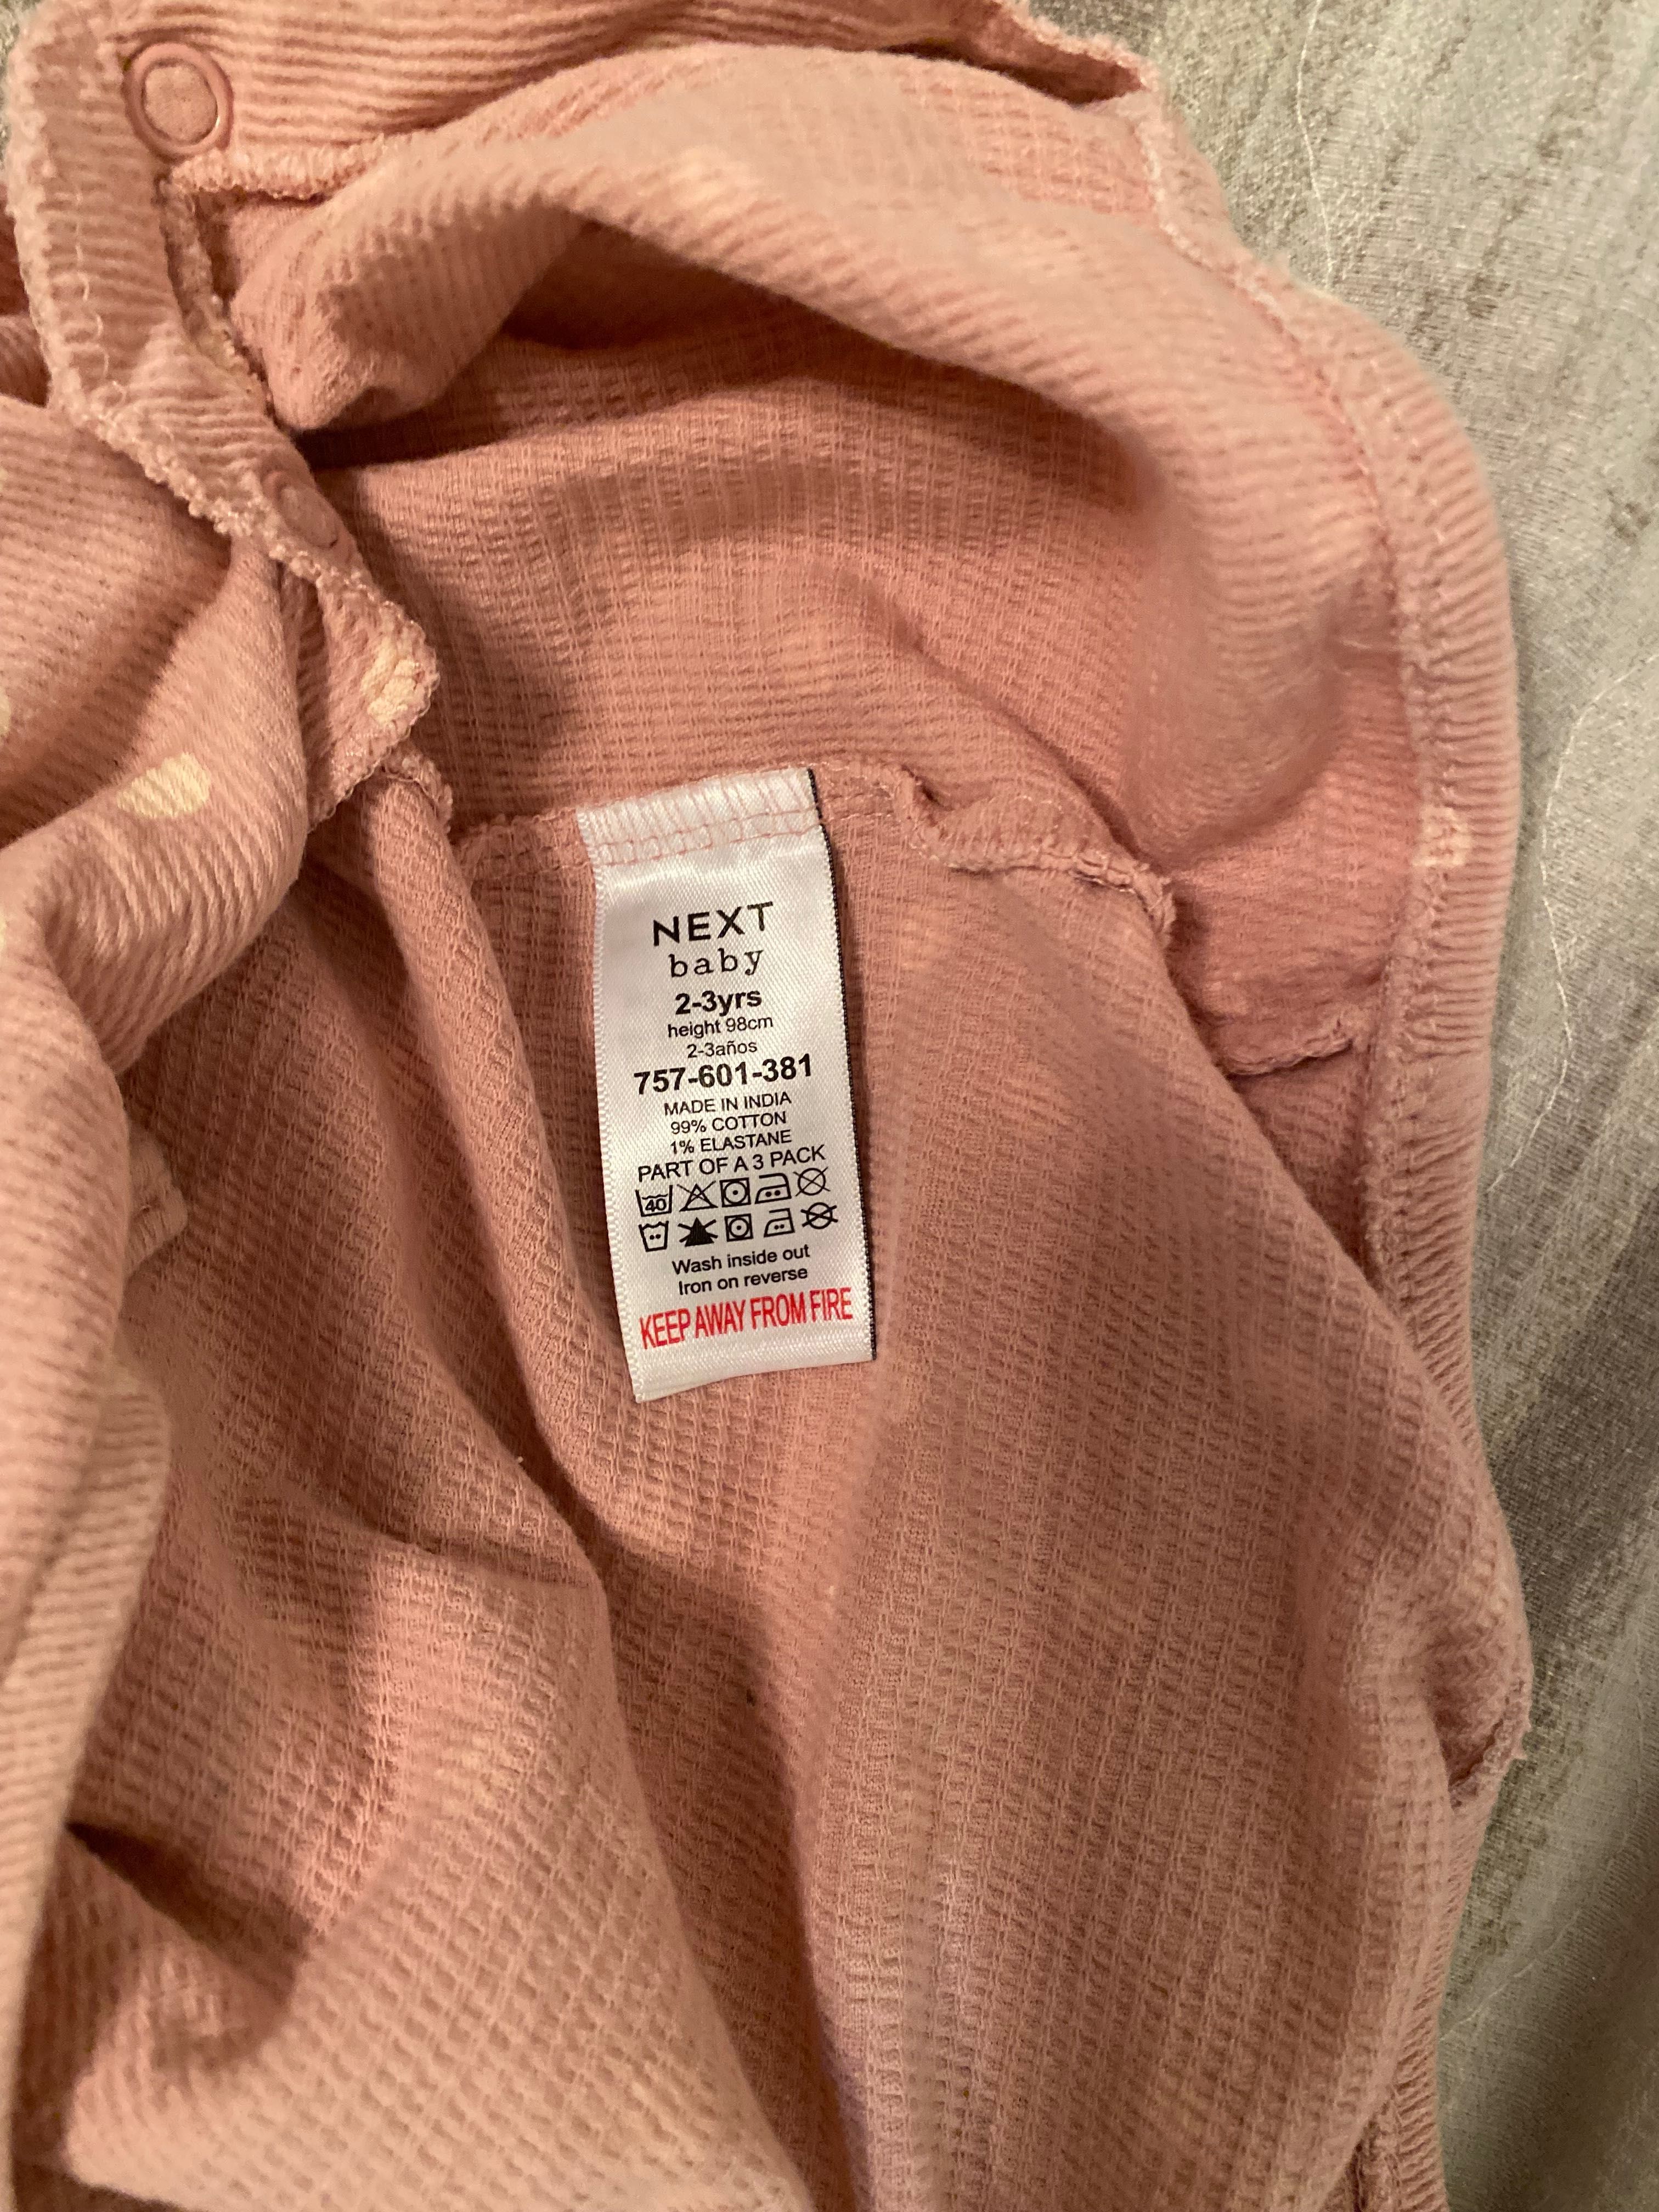 NEXT
baby
2-3yrs
height 98cm
2-3años
757-601-381
MADE IN INDIA
99% COTTON
1% ELASTANE
PART OF A 3 PACK
40
Wash inside out
Iron on reverse
KEEP AWAY FROM FIRE